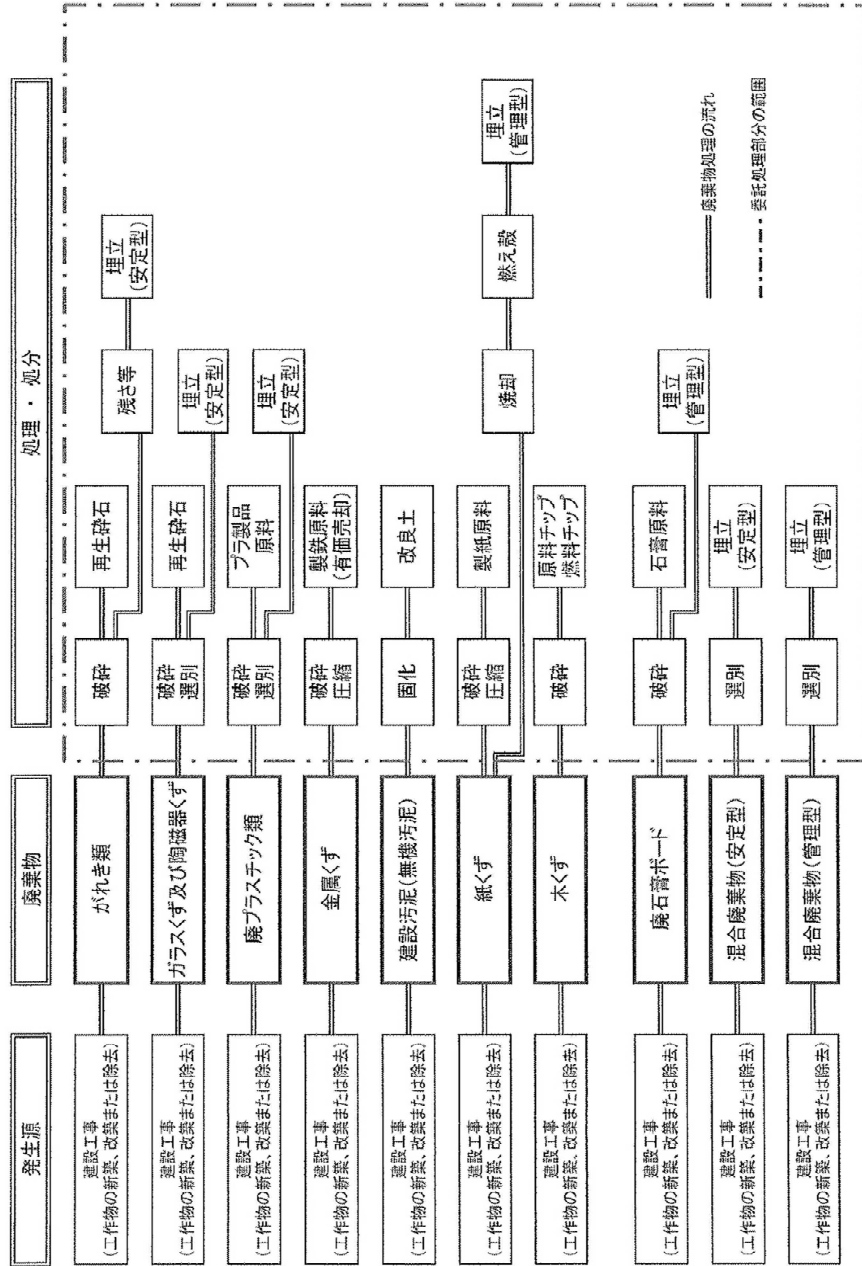 発生源
廃棄物
処理・処分
建設工事
(工作物の新築、改築または除去)
がれき類
破砕
再生砕石
残さ等
埋立
(安定型)
建設工事
(工作物の新築、改築または除去)
ガラスくず及び陶磁器くず
破砕
選別
再生砕石
埋立
(安定型)
建設工事
(工作物の新築、改築または除去)
廃プラスチック類
破砕
選別
プラ製品
原料
埋立
(安定型)
建設工事
(工作物の新築、改築または除去)
金属くず
破砕
圧縮
製鉄原料
(有価売却)
建設工事
(工作物の新築、改築または除去)
建設汚泥(無機汚泥)
固化
改良土
建設工事
(工作物の新築、改築または除去)
紙くず
破砕
圧縮
製紙原料
焼却
燃え殻
埋立
(管理型)
建設工事
(工作物の新築、改築または除去)
木くず
破砕
原料チップ
燃料チップ
建設工事
(工作物の新築、改築または除去)
廃石膏ボード
破砕
石膏原料
埋立
(管理型)
建設工事
(工作物の新築、改築または除去)
混合廃棄物(安定型)
選別
埋立
(安定型)
建設工事
(工作物の新築、改築または除去)
混合廃棄物(管理型)
選別
埋立
(管理型)
廃棄物処理の流れ
委託処理部分の範囲